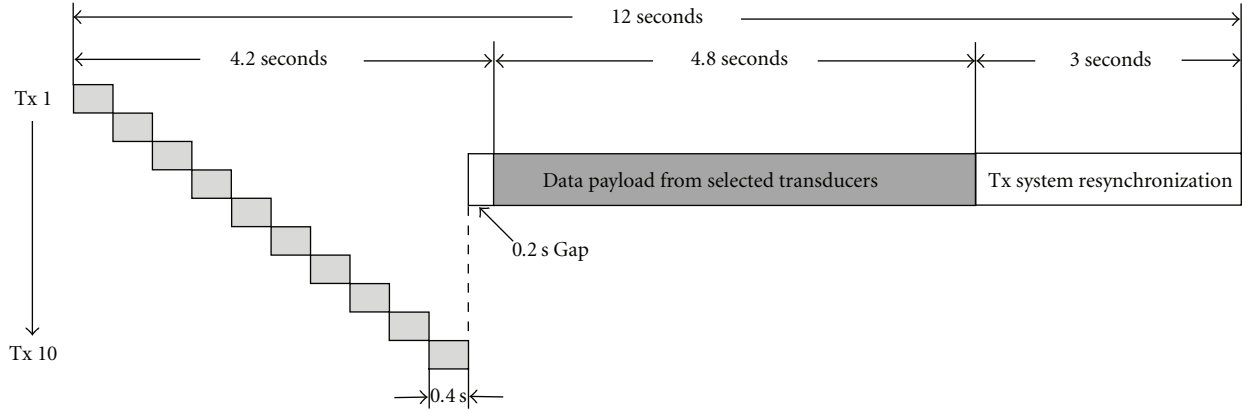 12 seconds
4.2 seconds
4.8 seconds
3 seconds
Tx 1
Data payload from selected transducers
Tx system resynchronization
0.2 s Gap
Tx 10
0.4 s